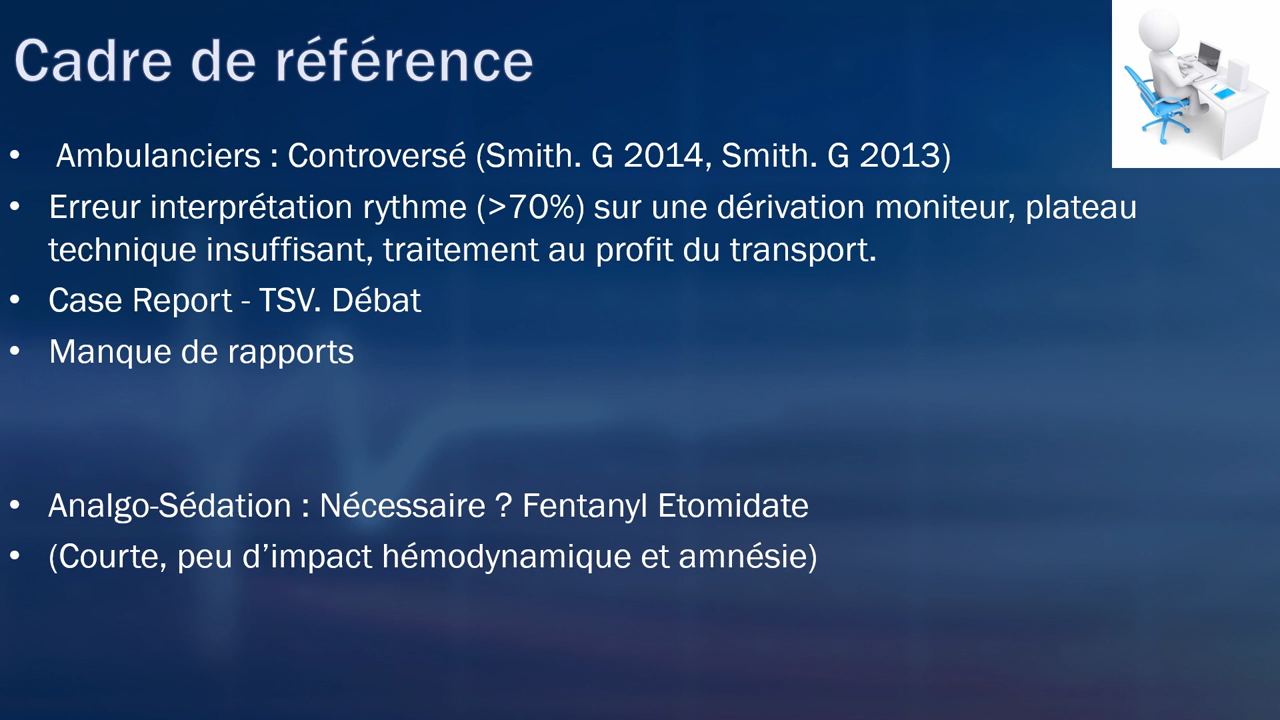 Cadre de référence
• Ambulanciers : Controversé (Smith. G 2014, Smith. G 2013)
• Erreur interprétation rythme (>70%) sur une dérivation moniteur, plateau
technique insuffisant, traitement au profit du transport.
• Case Report - TSV. Débat
• Manque de rapports
• Analgo-Sédation : Nécessaire ? Fentanyl Etomidate
• (Courte, peu d’impact hémodynamique et amnésie)